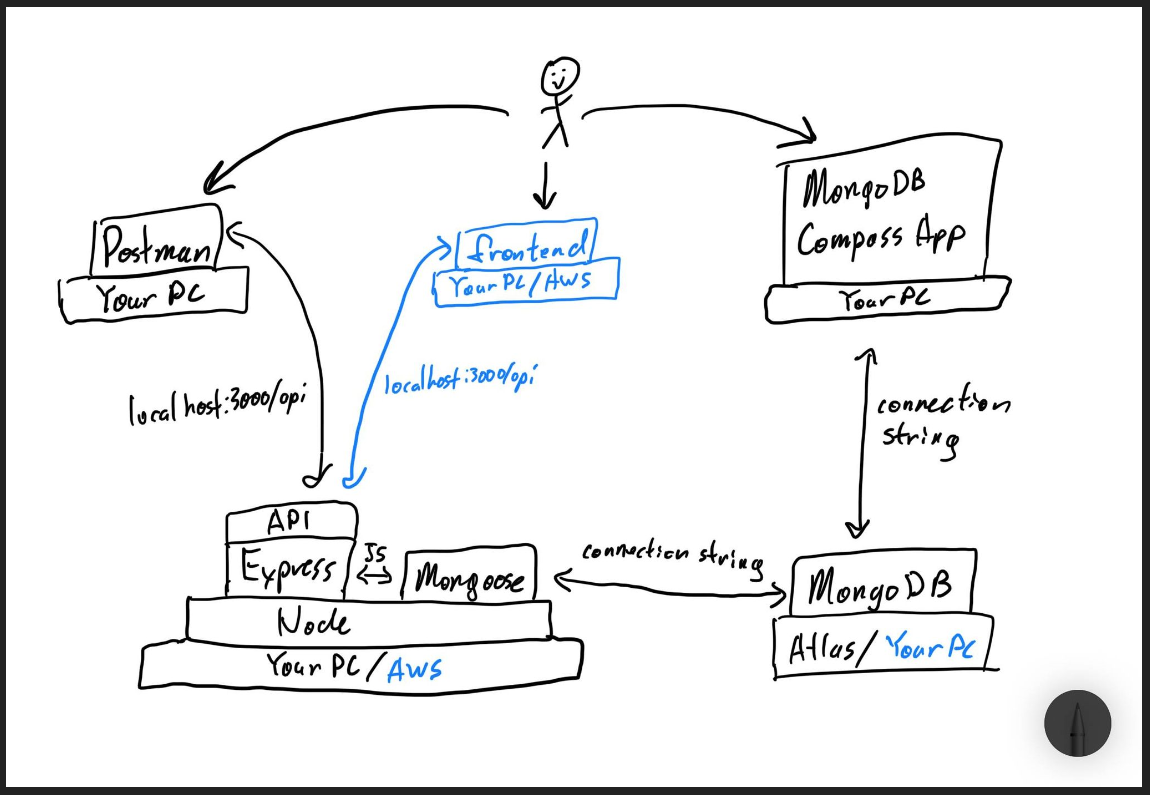 Postman
Your PC
frontend
Your PC/AWS
MongoDB
Compass App
Your PC
localhost:3000/api
localhost:3000/api
connection
string
API
Express
JS
Mongoose
Node
Your PC/AWS
connection string
MongoDB
Atlas/Your PC